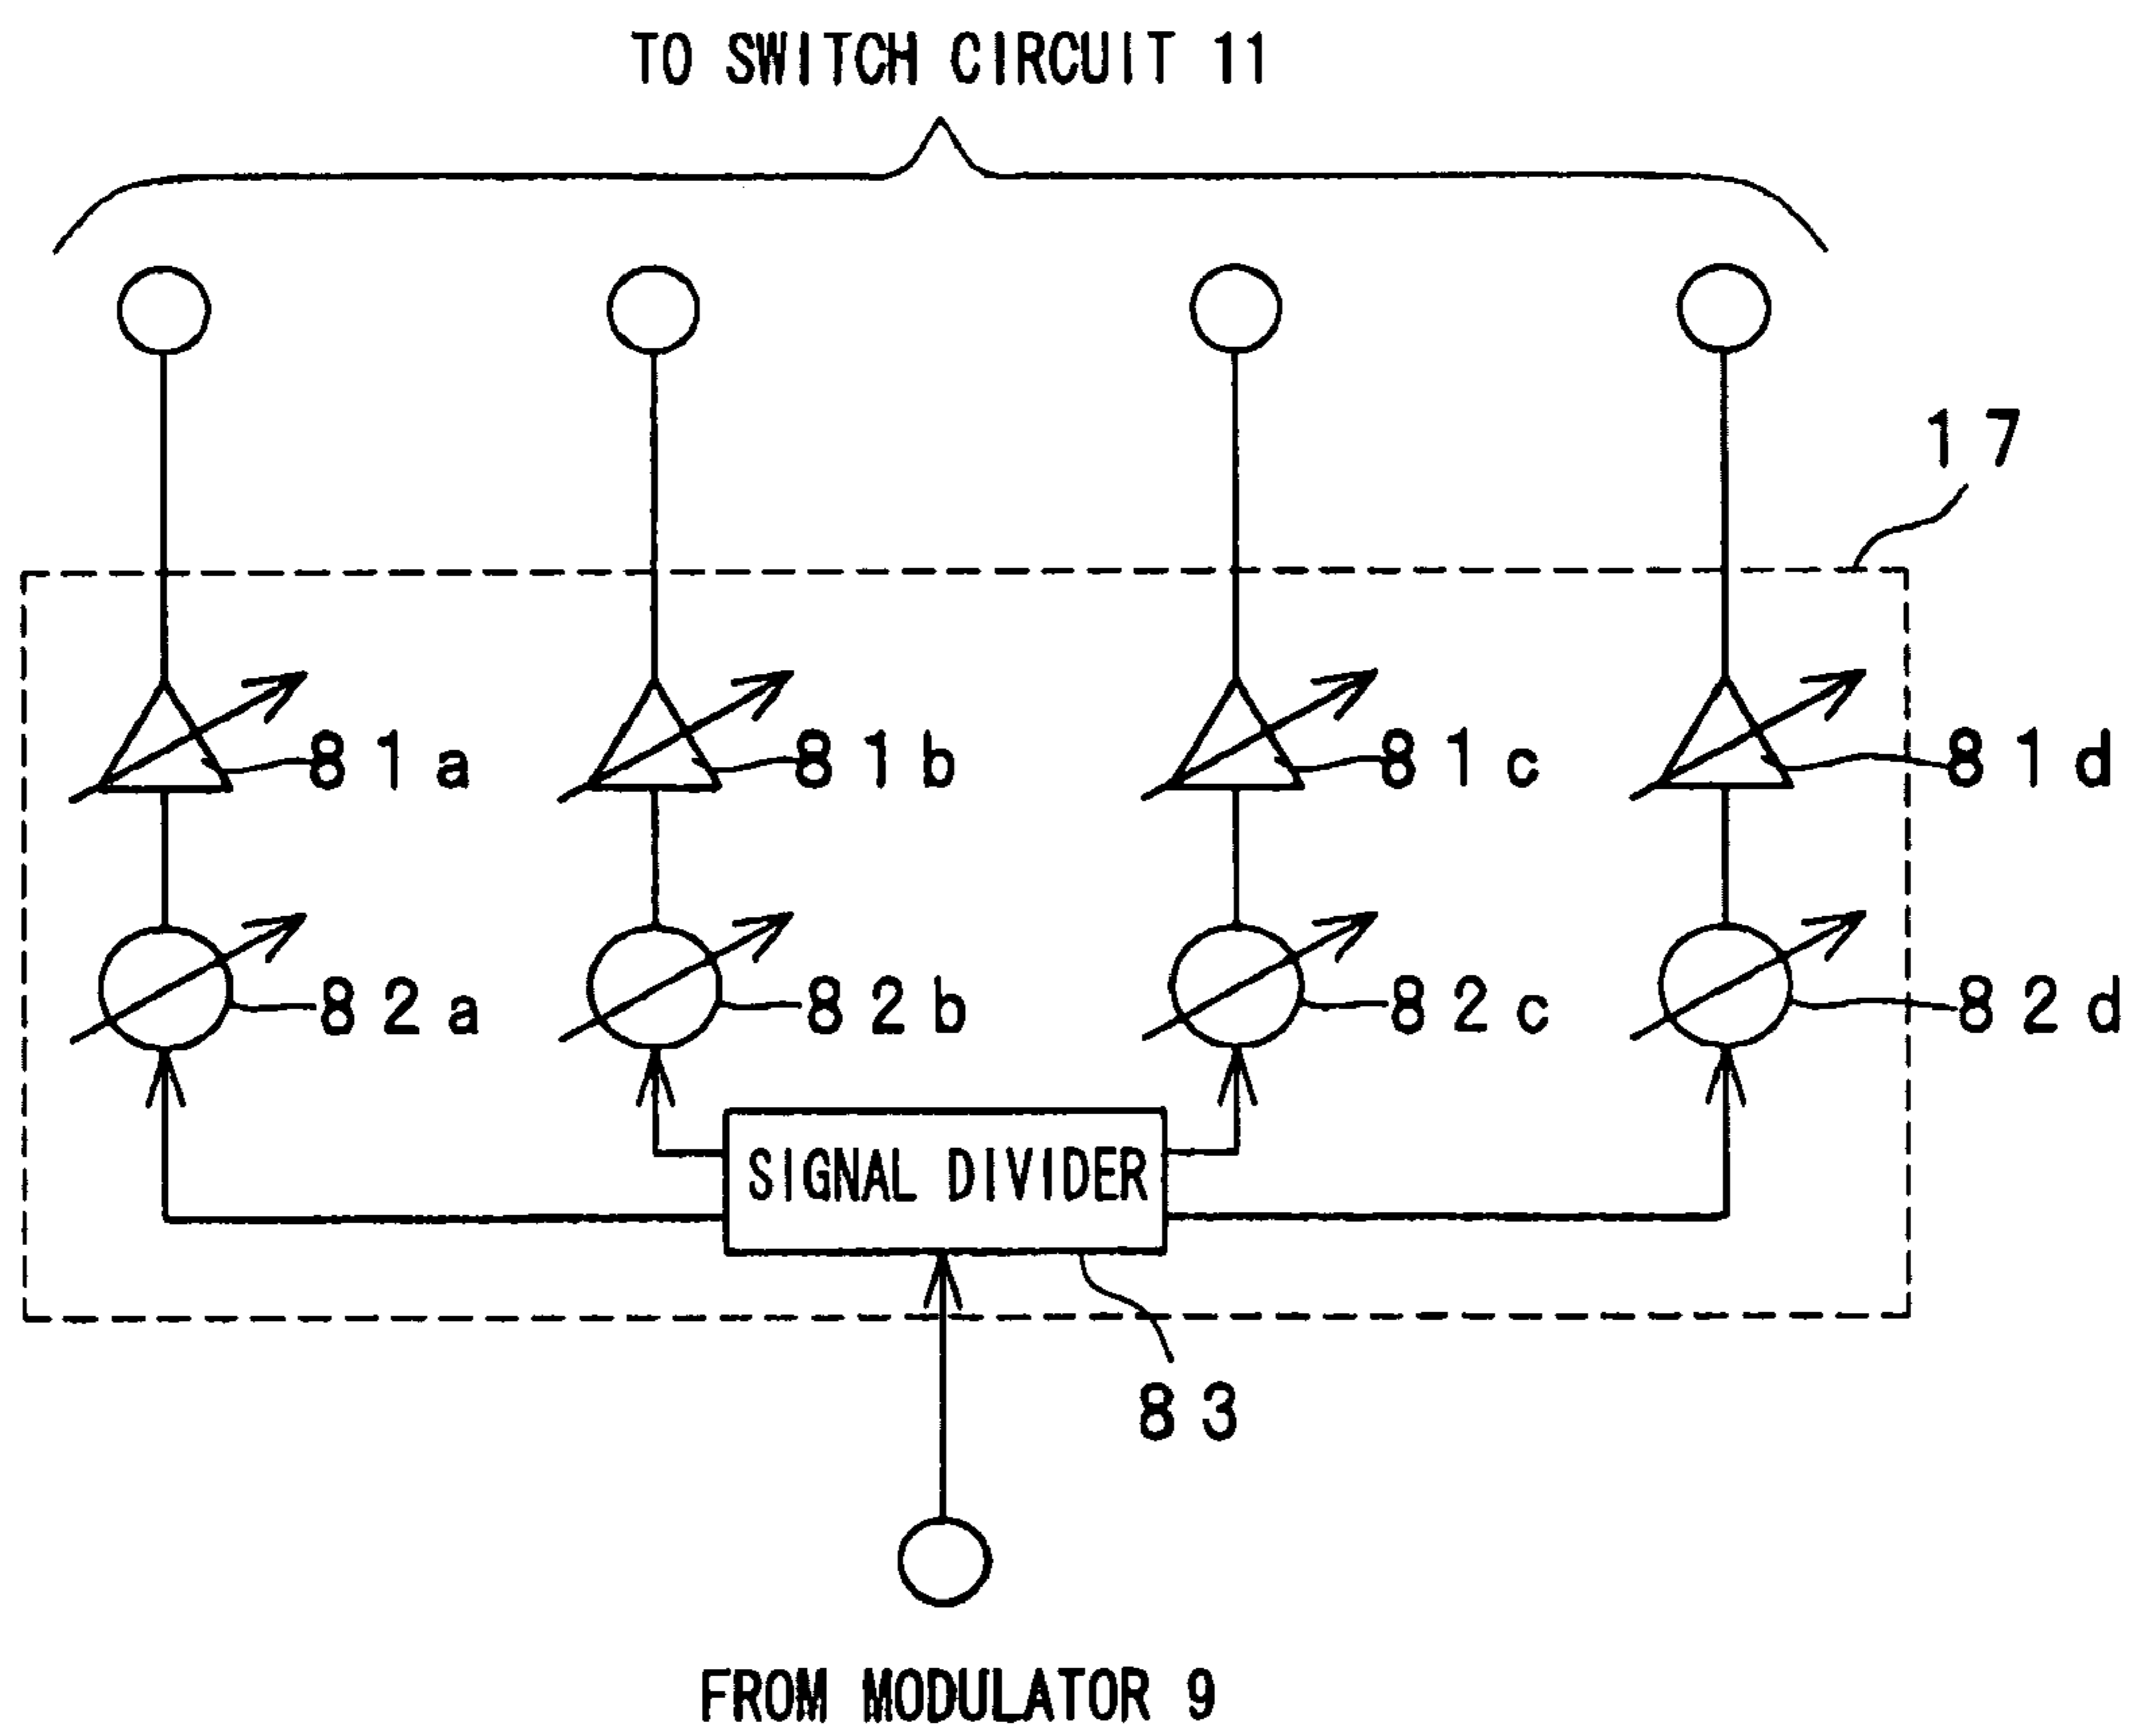 TO SWITCH CIRCUIT 11
17
81a 81b 81c 81d
82a 82b 82c 82d
SIGNAL DIVIDER
83
FROM MODULATOR 9